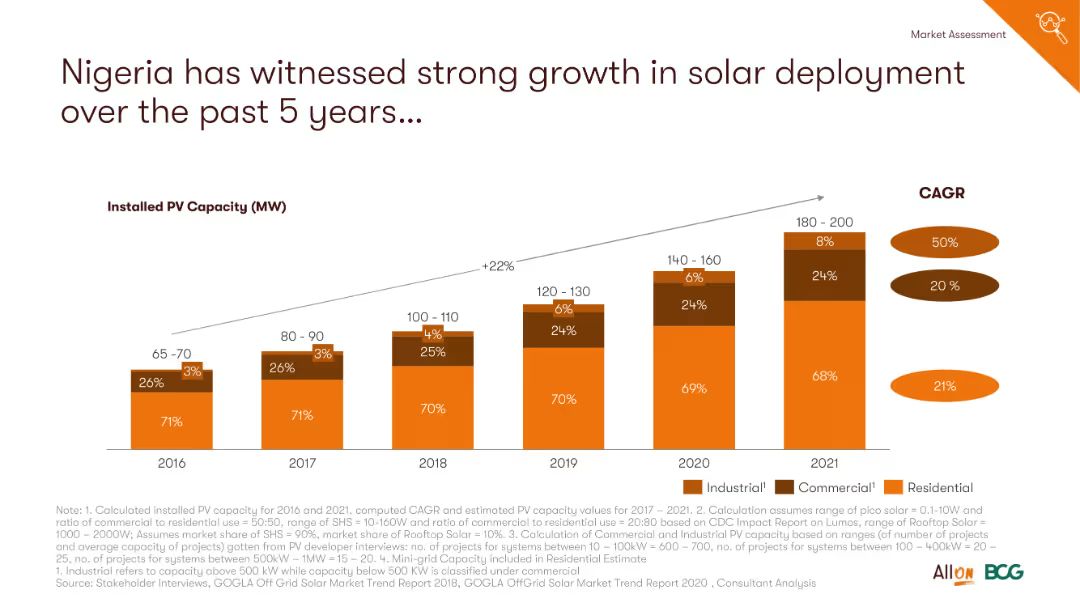 Market Assessment
Nigeria has witnessed strong growth in solar deployment
over the past 5 years...
Installed PV Capacity (MW)
CAGR
180 - 200
8%
50%
+22%
140 - 160
6%
24%
20 %
120 - 130
6%
24%
24%
100 - 110
4%
80 - 90
3%
25%
65 -70
3%
26%
26%
71%
71%
70%
70%
69%
68%
21%
2016
2017
2018
2019
2020
2021
Industrial¹
Commercial¹
Residential
Note: 1. Calculated installed PV capacity for 2016 and 2021, computed CAGR and estimated PV capacity values for 2017 – 2021. 2. Calculation assumes range of pico solar = 0.1-10W and
ratio of commercial to residential use = 50:50, range of SHS = 10-160W and ratio of commercial to residential use = 20:80 based on CDC Impact Report on Lumos, range of Rooftop Solar =
1000 – 2000W; Assumes market share of SHS = 90%, market share of Rooftop Solar = 10%. 3. Calculation of Commercial and Industrial PV capacity based on ranges (of number of projects
and average capacity of projects) gotten from PV developer interviews: no. of projects for systems between 10 – 100kW = 600 – 700, no. of projects for systems between 100 – 400kW = 20 –
25, no. of projects for systems between 500kW – 1MW = 15 – 20. 4. Mini-grid Capacity included in Residential Estimate
1. Industrial refers to capacity above 500 kW while capacity below 500 KW is classified under commercial
Source: Stakeholder Interviews, GOGLA Off Grid Solar Market Trend Report 2018, GOGLA OffGrid Solar Market Trend Report 2020 , Consultant Analysis
All ON BCG